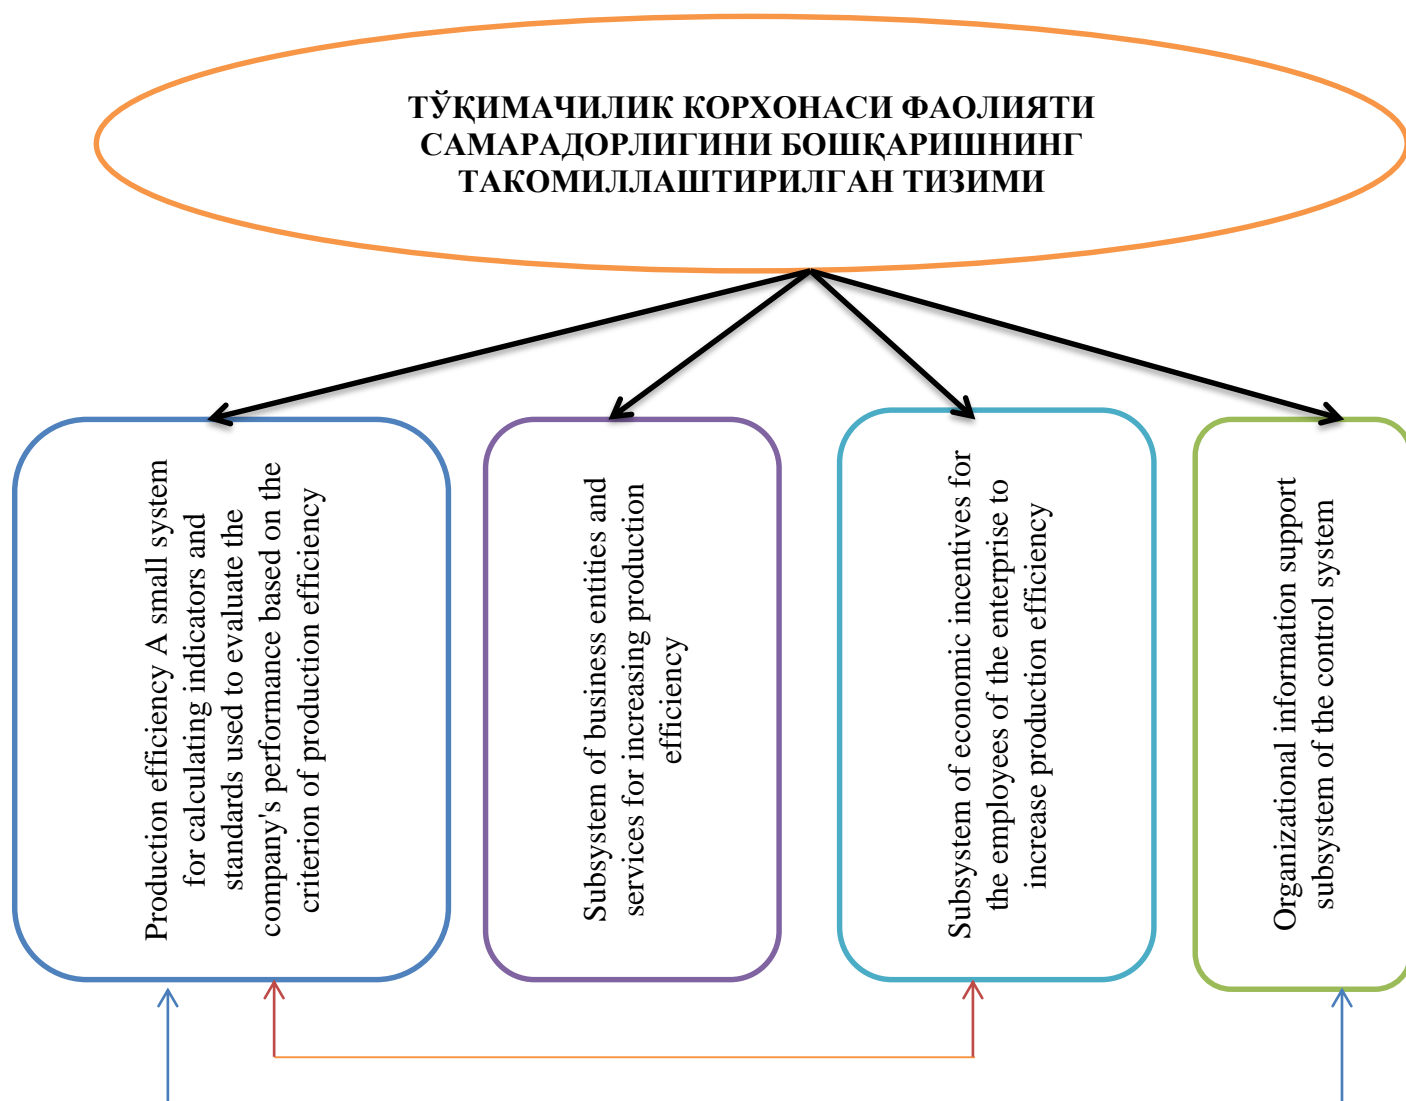 ТЎҚИМАЧИЛИК КОРХОНАСИ ФАОЛИЯТИ
САМАРАДОРЛИГИНИ БОШҚАРИШНИНГ
ТАКОМИЛЛАШТИРИЛГАН ТИЗИМИ
Production efficiency A small system
for calculating indicators and
standards used to evaluate the
company's performance based on the
criterion of production efficiency
Subsystem of business entities and
services for increasing production
efficiency
Subsystem of economic incentives for
the employees of the enterprise to
increase production efficiency
Organizational information support
subsystem of the control system